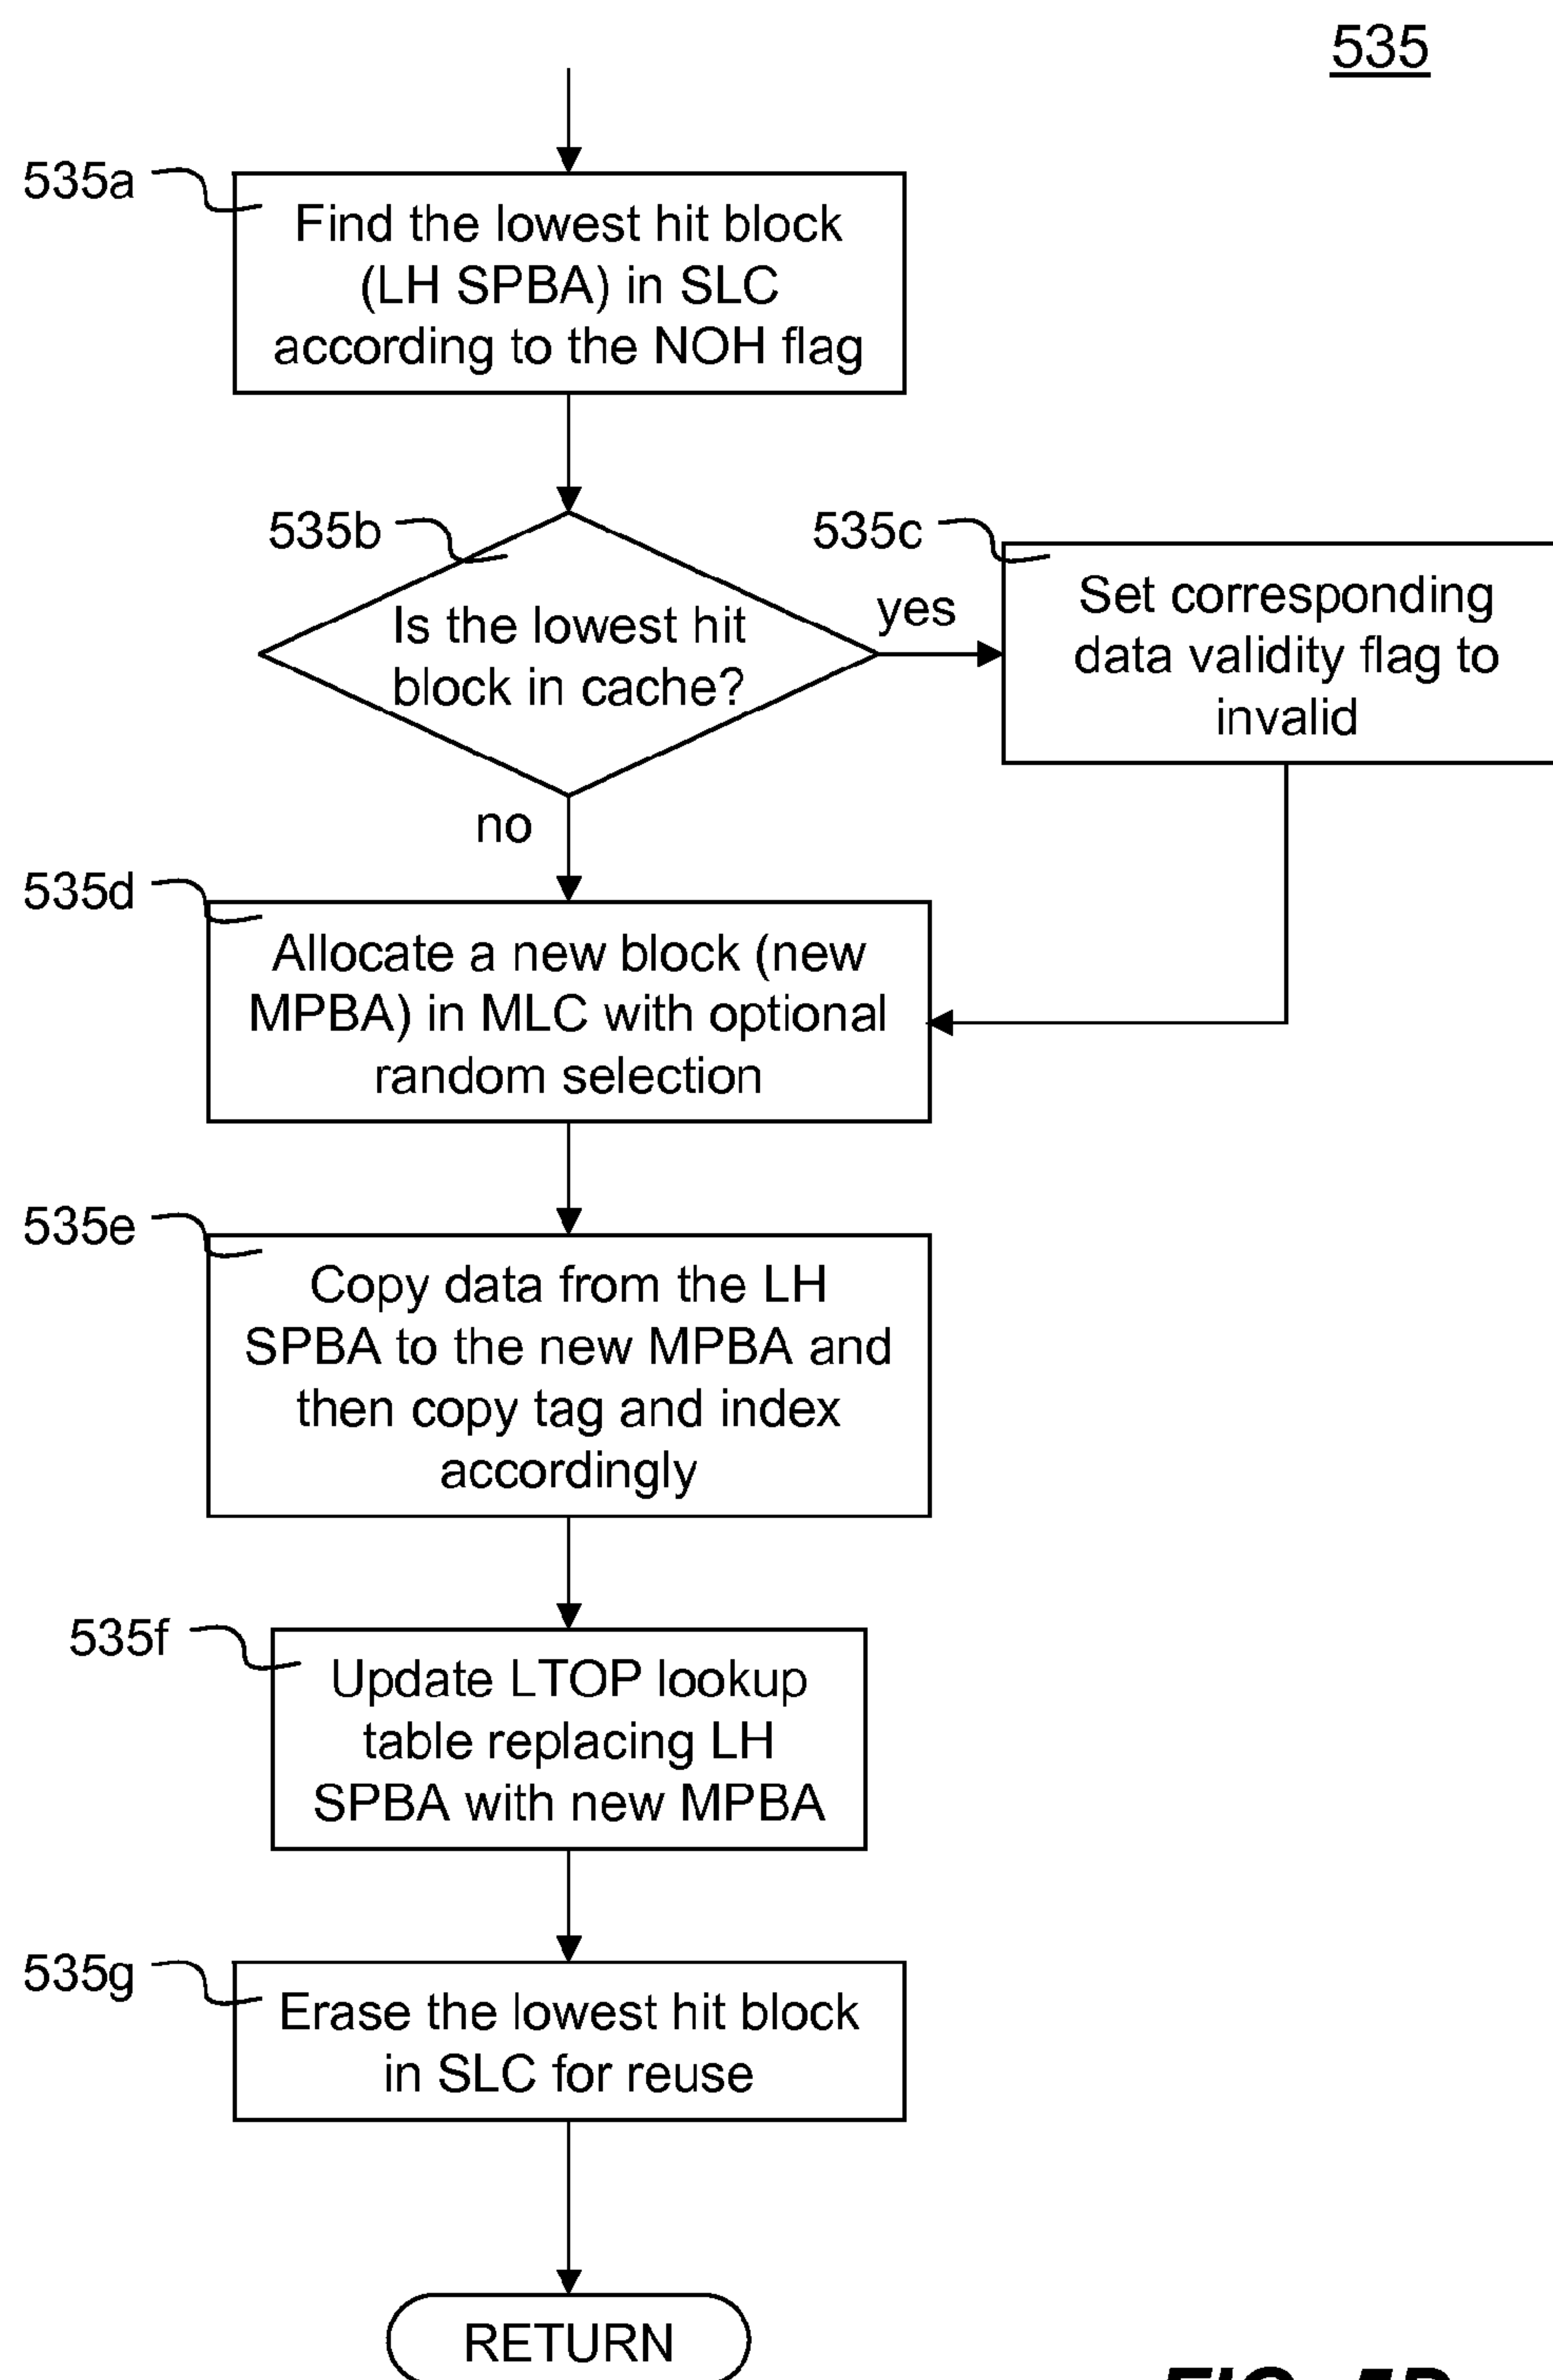 535
535a
Find the lowest hit block
(LH SPBA) in SLC
according to the NOH flag
535b
Is the lowest hit
block in cache?
yes
535c
Set corresponding
data validity flag to
invalid
no
535d
Allocate a new block (new
MPBA) in MLC with optional
random selection
535e
Copy data from the LH
SPBA to the new MPBA and
then copy tag and index
accordingly
535f
Update LTOP lookup
table replacing LH
SPBA with new MPBA
535g
Erase the lowest hit block
in SLC for reuse
RETURN